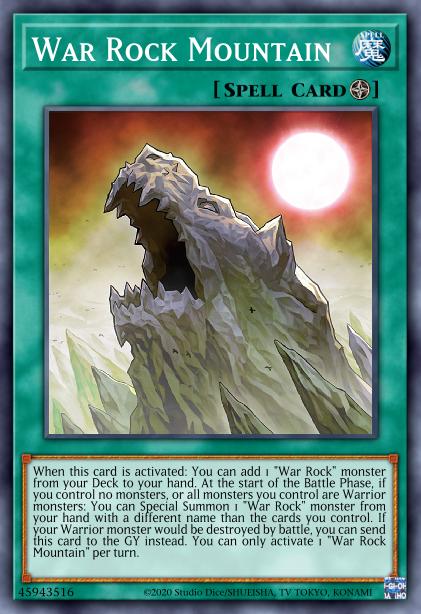 WAR ROCK MOUNTAIN
SPELL
魔
[SPELL CARD]
When this card is activated: You can add 1 "War Rock" monster
from your Deck to your hand. At the start of the Battle Phase, if
you control no monsters, or all monsters you control are Warrior
monsters: You can Special Summon 1 "War Rock" monster from
your hand with a different name than the cards you control. If
your Warrior monster would be destroyed by battle, you can send
this card to the GY instead. You can only activate 1 "War Rock
Mountain" per turn.
45943516 ©2020 Studio Dice/SHUEISHA, TV TOKYO, KONAMI